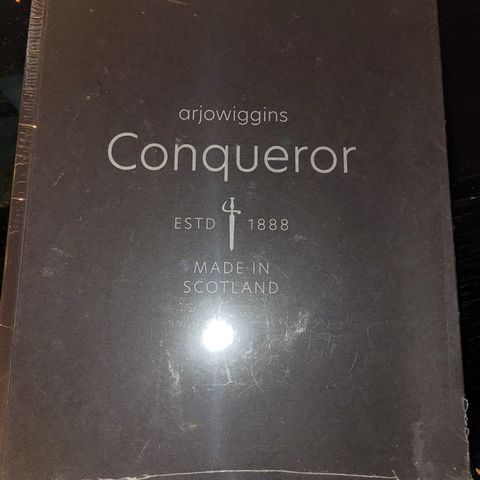 arjowiggins
Conqueror
ESTD 1888
MADE IN
SCOTLAND